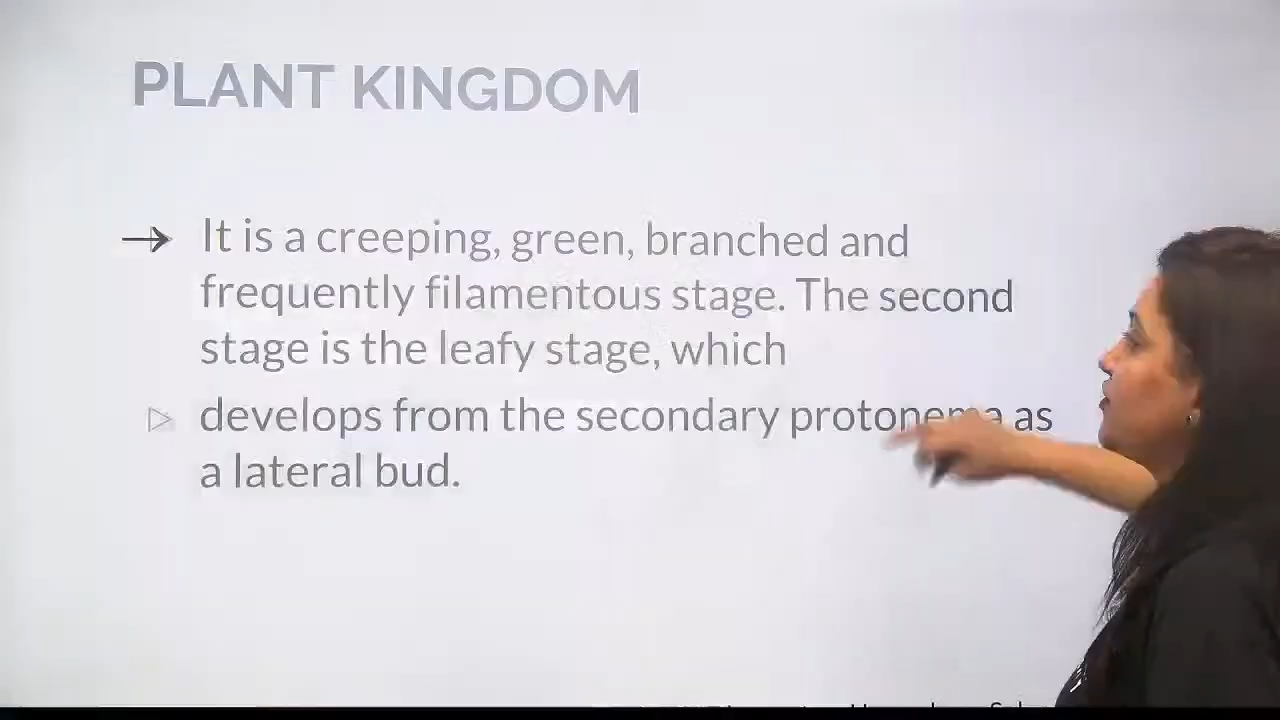 PLANT KINGDOM
It is a creeping, green, branched and
frequently filamentous stage. The second
stage is the leafy stage, which
develops from the secondary protonema as
a lateral bud.